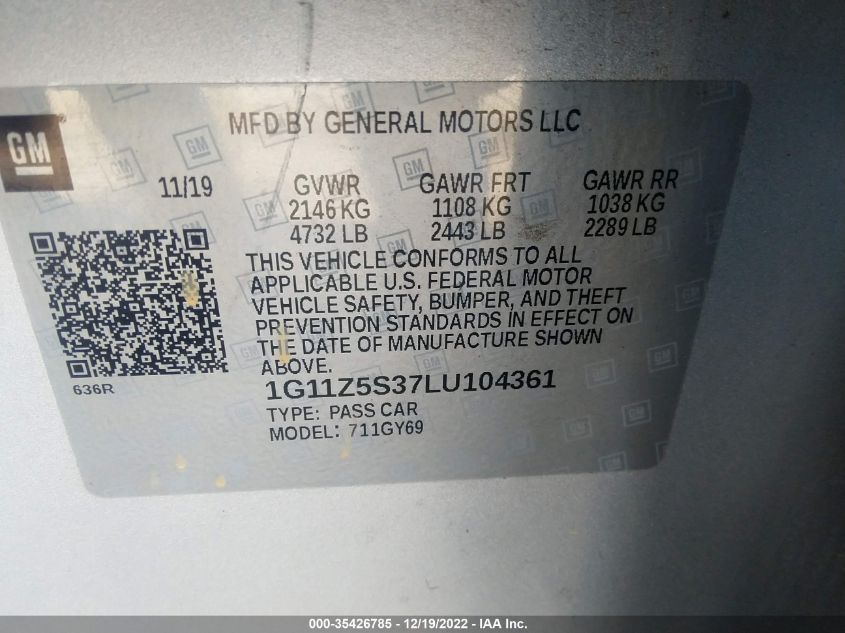 MFD BY GENERAL MOTORS LLC
GM
11/19 GVWR GAWR FRT GAWR RR
2146 KG 1108 KG 1038 KG
4732 LB 2443 LB 2289 LB
THIS VEHICLE CONFORMS TO ALL
APPLICABLE U.S. FEDERAL MOTOR
VEHICLE SAFETY, BUMPER, AND THEFT
PREVENTION STANDARDS IN EFFECT ON
THE DATE OF MANUFACTURE SHOWN
ABOVE.
636R
1G11Z5S37LU104361
TYPE: PASS CAR
MODEL: 711GY69
000-35426785 - 12/19/2022 - IAA Inc.